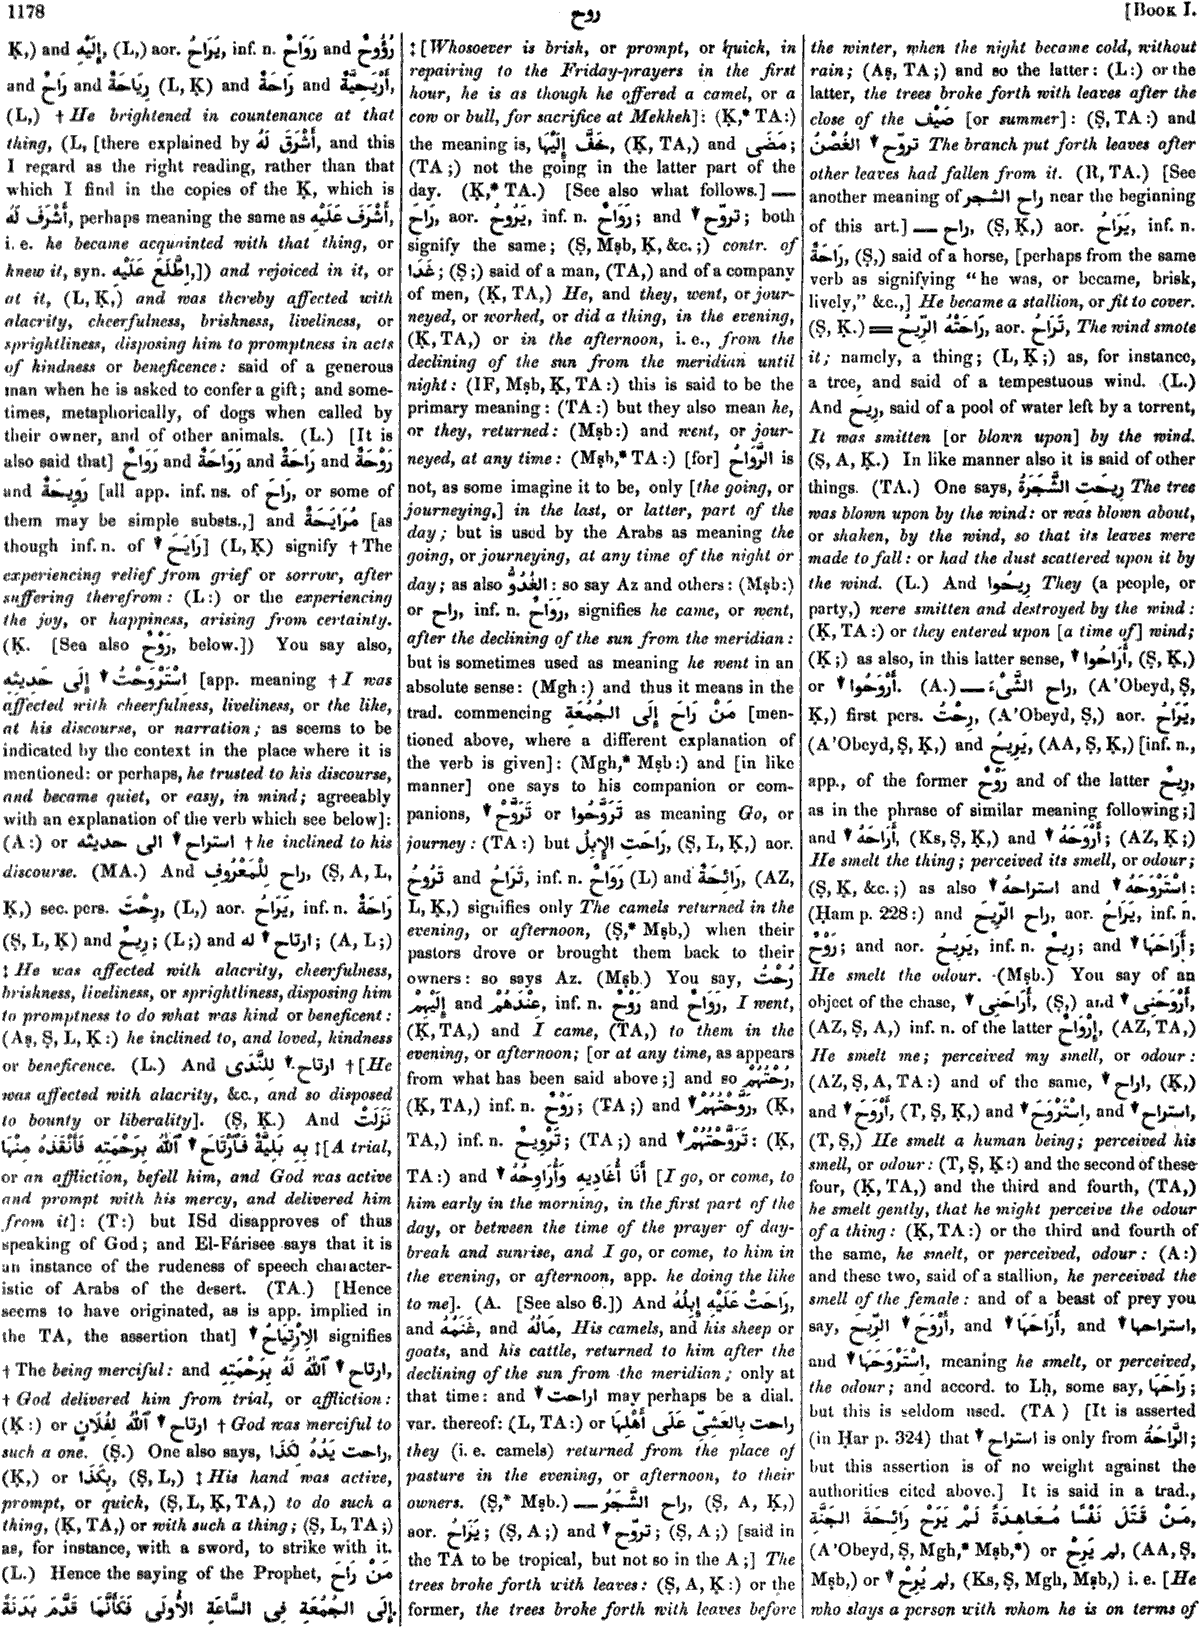 1178
روح
[Book I.
Ḳ,) and إِلَيْهِ, (L,) aor. يَرَاحُ, inf. n. رَوَاحٌ and رُؤُوحٌ
and رَاحٌ and رِيَاحَةٌ (L, Ḳ) and رَاحَةٌ and أَرْيَحِيَّةٌ,
(L,) † He brightened in countenance at that
thing, (L, [there explained by أَشْرَقَ لَهُ, and this
I regard as the right reading, rather than that
which I find in the copies of the Ḳ, which is
أَشْرَفَ لَهُ, perhaps meaning the same as أَشْرَفَ عَلَيْهِ,
i. e. he became acquainted with that thing, or
knew it, syn. اِطَّلَعَ عَلَيْهِ,]) and rejoiced in it, or
at it, (L, Ḳ,) and was thereby affected with
alacrity, cheerfulness, briskness, liveliness, or
sprightliness, disposing him to promptness in acts
of kindness or beneficence: said of a generous
man when he is asked to confer a gift; and some-
times, metaphorically, of dogs when called by
their owner, and of other animals. (L.) [It is
also said that] رَوَاحٌ and رَوَاحَةٌ and رَاحَةٌ and رَوْحَةٌ
and رَوِيحَةٌ [all app. inf. ns. of رَاحَ, or some of
them may be simple substs.,] and مُرَايَحَةٌ [as
though inf. n. of ▾ رَايَحَ] (L, Ḳ) signify † The
experiencing relief from grief or sorrow, after
suffering therefrom: (L:) or the experiencing
the joy, or happiness, arising from certainty.
(Ḳ. [See also رَوْحٌ, below.]) You say also,
اِسْتَرْوَحْتُ ▾ إِلَى حَدِيثِهِ [app. meaning † I was
affected with cheerfulness, liveliness, or the like,
at his discourse, or narration; as seems to be
indicated by the context in the place where it is
mentioned: or perhaps, he trusted to his discourse,
and became quiet, or easy, in mind; agreeably
with an explanation of the verb which see below]:
(A:) or استراح ▾ الى حديثه † he inclined to his
discourse. (MA.) And راح لِلْمَعْرُوفِ, (Ṣ, A, L,
Ḳ,) sec. pers. رِحْتَ, (L,) aor. يَرَاحُ, inf. n. رَاحَةٌ
(Ṣ, L, Ḳ) and رِيحٌ; (L;) and ارتاح ▾ له; (A, L;)
‡ He was affected with alacrity, cheerfulness,
briskness, liveliness, or sprightliness, disposing him
to promptness to do what was kind or beneficent:
(Aṣ, Ṣ, L, Ḳ:) he inclined to, and loved, kindness
or beneficence. (L.) And ارتاح ▾ لِلنَّدَى † [He
was affected with alacrity, &c., and so disposed
to bounty or liberality]. (Ṣ, Ḳ.) And نَزَلَتْ
بِهِ بَلِيَّةٌ فَٱرْتَاحَ ▾ ٱللّٰهُ بِرَحْمَتِهِ فَأَنْقَذَهُ مِنْهَا ‡ [A trial,
or an affliction, befell him, and God was active
and prompt with his mercy, and delivered him
from it]: (T:) but ISd disapproves of thus
speaking of God; and El-Fárisee says that it is
an instance of the rudeness of speech character-
istic of Arabs of the desert. (TA.) [Hence
seems to have originated, as is app. implied in
the TA, the assertion that] ▾ الاِرْتِيَاحُ signifies
† The being merciful: and ارتاح ▾ ٱللّٰهُ لَهُ بِرَحْمَتِهِ,
† God delivered him from trial, or affliction:
(Ḳ:) or ارتاح ▾ ٱللّٰهُ لِفُلَانٍ † God was merciful to
such a one. (Ṣ.) One also says, راحت يَدُهُ لِكَذَا,
(Ḳ,) or بِكَذَا, (Ṣ, L,) ‡ His hand was active,
prompt, or quick, (Ṣ, L, Ḳ, TA,) to do such a
thing, (Ḳ, TA,) or with such a thing; (Ṣ, L, TA;)
as, for instance, with a sword, to strike with it.
(L.) Hence the saying of the Prophet, مَنْ رَاحَ
إِلَى الجُمُعَةِ فِى السَّاعَةِ الأُولَى فَكَأَنَّمَا قَدَّمَ بَدَنَةً
‡ [Whosoever is brisk, or prompt, or quick, in
repairing to the Friday-prayers in the first
hour, he is as though he offered a camel, or a
cow or bull, for sacrifice at Mekkeh]: (Ḳ,* TA:)
the meaning is, خَفَّ إِلَيْهَا, (Ḳ, TA,) and مَضَى;
(TA;) not the going in the latter part of the
day. (Ḳ,* TA.) [See also what follows.] —
رَاحَ, aor. يَرُوحُ, inf. n. رَوَاحٌ; and ▾ تروّح; both
signify the same; (Ṣ, Mṣb, Ḳ, &c.;) contr. of
غَدَا; (Ṣ;) said of a man, (TA,) and of a company
of men, (Ḳ, TA,) He, and they, went, or jour-
neyed, or worked, or did a thing, in the evening,
(Ḳ, TA,) or in the afternoon, i. e., from the
declining of the sun from the meridian until
night: (IF, Mṣb, Ḳ, TA:) this is said to be the
primary meaning: (TA:) but they also mean he,
or they, returned: (Mṣb:) and went, or jour-
neyed, at any time: (Mṣb,* TA:) [for] الرَّوَاحُ is
not, as some imagine it to be, only [the going, or
journeying,] in the last, or latter, part of the
day; but is used by the Arabs as meaning the
going, or journeying, at any time of the night or
day; as also الغُدُوُّ: so say Az and others: (Mṣb:)
or راح, inf. n. رَوَاحٌ, signifies he came, or went,
after the declining of the sun from the meridian:
but is sometimes used as meaning he went in an
absolute sense: (Mgh:) and thus it means in the
trad. commencing مَنْ رَاحَ إِلَى الجُمُعَةِ [men-
tioned above, where a different explanation of
the verb is given]: (Mgh,* Mṣb:) and [in like
manner] one says to his companion or com-
panions, ▾ تَرَوَّحْ or تَرَوَّحُوا as meaning Go, or
journey: (TA:) but رَاحَتِ الإِبِلُ, (Ṣ, L, Ḳ,) aor.
تَرُوحُ and تَرَاحُ, inf. n. رَوَاحٌ (L) and رَائِحَةٌ, (AZ,
L, Ḳ,) signifies only The camels returned in the
evening, or afternoon, (Ṣ,* Mṣb,) when their
pastors drove or brought them back to their
owners: so says Az. (Mṣb.) You say, رُحْتُ
إِلَيْهِمْ and عِنْدَهُمْ, inf. n. رَوْحٌ and رَوَاحٌ, I went,
(Ḳ, TA,) and I came, (TA,) to them in the
evening, or afternoon; [or at any time, as appears
from what has been said above;] and so رُحْتُهُمْ,
(Ḳ, TA,) inf. n. رَوْحٌ; (TA;) and ▾ رَوَّحْتُهُمْ, (Ḳ,
TA,) inf. n. تَرْوِيحٌ; (TA;) and ▾ تَرَوَّحْتُهُمْ: (Ḳ,
TA:) and ▾ أَنَا أُغَادِيهِ وَأُرَاوِحُهُ [I go, or come, to
him early in the morning, in the first part of the
day, or between the time of the prayer of day-
break and sunrise, and I go, or come, to him in
the evening, or afternoon, app. he doing the like
to me]. (A. [See also 6.]) And رَاحَتْ عَلَيْهِ إِبِلُهُ,
and غَنَمُهُ, and مَالُهُ, His camels, and his sheep or
goats, and his cattle, returned to him after the
declining of the sun from the meridian; only at
that time: and ▾ اراحت may perhaps be a dial.
var. thereof: (L, TA:) or راحت بِالعَشِىِّ عَلَى أَهْلِهَا
they (i. e. camels) returned from the place of
pasture in the evening, or afternoon, to their
owners. (Ṣ,* Mṣb.) — راح الشَّجَرُ, (Ṣ, A, Ḳ,)
aor. يَرَاحُ; (Ṣ, A;) and ▾ تروّح; (Ṣ, A;) [said in
the TA to be tropical, but not so in the A;] The
trees broke forth with leaves: (Ṣ, A, Ḳ:) or the
former, the trees broke forth with leaves before
the winter, when the night became cold, without
rain; (Aṣ, TA;) and so the latter: (L:) or the
latter, the trees broke forth with leaves after the
close of the صَيْف [or summer]: (Ṣ, TA:) and
تروّح ▾ الغُصْنُ The branch put forth leaves after
other leaves had fallen from it. (R, TA.) [See
another meaning of راح الشجر near the beginning
of this art.] — راح, (Ṣ, Ḳ,) aor. يَرَاحُ, inf. n.
رَاحَةٌ, (Ṣ,) said of a horse, [perhaps from the same
verb as signifying "he was, or became, brisk,
lively," &c.,] He became a stallion, or fit to cover.
(Ṣ, Ḳ.) = رَاحَتْهُ الرِّيحُ, aor. تَرَاحُ, The wind smote
it; namely, a thing; (L, Ḳ;) as, for instance,
a tree, and said of a tempestuous wind. (L.)
And رِيحَ, said of a pool of water left by a torrent,
It was smitten [or blown upon] by the wind.
(Ṣ, A, Ḳ.) In like manner also it is said of other
things. (TA.) One says, رِيحَتِ الشَّجَرَةُ The tree
was blown upon by the wind: or was blown about,
or shaken, by the wind, so that its leaves were
made to fall: or had the dust scattered upon it by
the wind. (L.) And رِيحُوا They (a people, or
party,) were smitten and destroyed by the wind:
(Ḳ, TA:) or they entered upon [a time of] wind;
(Ḳ;) as also, in this latter sense, ▾ أَرَاحُوا, (Ṣ, Ḳ,)
or ▾ أَرْوَحُوا. (A.) — راح الشَّىْءَ, (A'Obeyd, Ṣ,
Ḳ,) first pers. رِحْتُ, (A'Obeyd, Ṣ,) aor. يَرَاحُ,
(A'Obeyd, Ṣ, Ḳ,) and يَرِيحُ, (AA, Ṣ, Ḳ,) [inf. n.,
app., of the former رَوْحٌ and of the latter رِيحٌ,
as in the phrase of similar meaning following;]
and ▾ أَرَاحَهُ, (Ks, Ṣ, Ḳ,) and ▾ أَرْوَحَهُ; (AZ, Ḳ;)
He smelt the thing; perceived its smell, or odour;
(Ṣ, Ḳ, &c.;) as also ▾ استراحهُ and ▾ اِسْتَرْوَحَهُ:
(Ḥam p. 228:) and راح الرِّيحَ, aor. يَرَاحُ, inf. n.
رَوْحٌ; and aor. يَرِيحُ, inf. n. رِيحٌ; and ▾ أَرَاحَهَا;
He smelt the odour. (Mṣb.) You say of an
object of the chase, ▾ أَرَاحَنِى, (Ṣ,) and ▾ أَرْوَحَنِى,
(AZ, Ṣ, A,) inf. n. of the latter إِرْوَاحٌ, (AZ, TA,)
He smelt me; perceived my smell, or odour:
(AZ, Ṣ, A, TA:) and of the same, ▾ اراح, (Ḳ,)
and ▾ أَرْوَحَ, (T, Ṣ, Ḳ,) and ▾ اِسْتَرْوَحَ, and ▾ استراح,
(T, Ṣ,) He smelt a human being; perceived his
smell, or odour: (T, Ṣ, Ḳ:) and the second of these
four, (Ḳ, TA,) and the third and fourth, (TA,)
he smelt gently, that he might perceive the odour
of a thing: (Ḳ, TA:) or the third and fourth of
the same, he smelt, or perceived, odour: (A:)
and these two, said of a stallion, he perceived the
smell of the female: and of a beast of prey you
say, أَرْوَحَ ▾ الرِّيحَ يَرِيحُ, and ▾ أَرَاحَهَا, and ▾ استراحها,
and ▾ اِسْتَرْوَحَهَا, meaning he smelt, or perceived,
the odour; and accord. to Lḥ, some say, رَاحَهَا;
but this is seldom used. (TA) [It is asserted
(in Ḥar p. 324) that ▾ استراح is only from الرَّاحَةُ;
but this assertion is of no weight against the
authorities cited above.] It is said in a trad.,
مَنْ قَتَلَ نَفْسًا مُعَاهِدَةً لَمْ يَرَحْ رَائِحَةَ الجَنَّةِ,
(A'Obeyd, Ṣ, Mgh,* Mṣb,*) or لم يَرِحْ, (AA, Ṣ,
Mṣb,) or ▾ لم يُرِحْ, (Ks, Ṣ, Mgh, Mṣb,) i. e. [He
who slays a person with whom he is on terms of